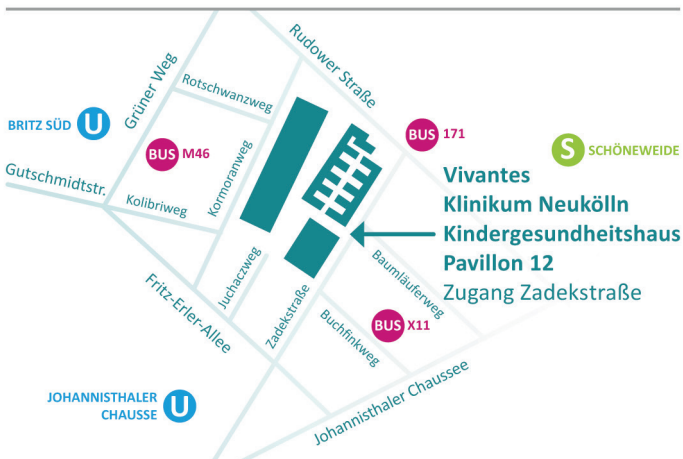 Rudower Straße
Grüner Weg
Rotschwanzweg
BRITZ SÜD U
BUS M46
BUS 171
S SCHÖNEWEIDE
Gutschmidtstr.
Kolibriweg
Kormoranweg
Vivantes
Klinikum Neukölln
Kindergesundheitshaus
Pavillon 12
Zugang Zadekstraße
Juchaczweg
Baumläuferweg
Fritz-Erler-Allee
Zadekstraße
BUS X11
Buchfinkweg
JOHANNISTHALER
CHAUSSE U
Johannisthaler Chaussee